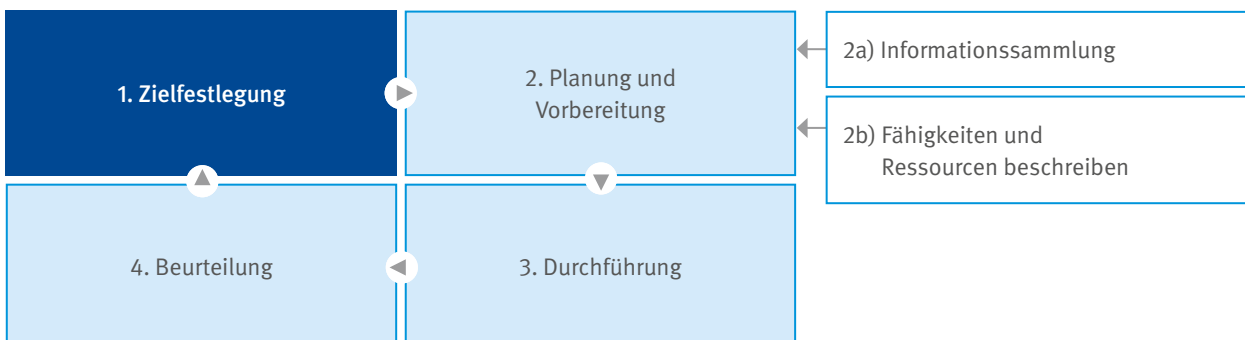 1. Zielfestlegung
2. Planung und
Vorbereitung
2a) Informationssammlung
2b) Fähigkeiten und
Ressourcen beschreiben
4. Beurteilung
3. Durchführung